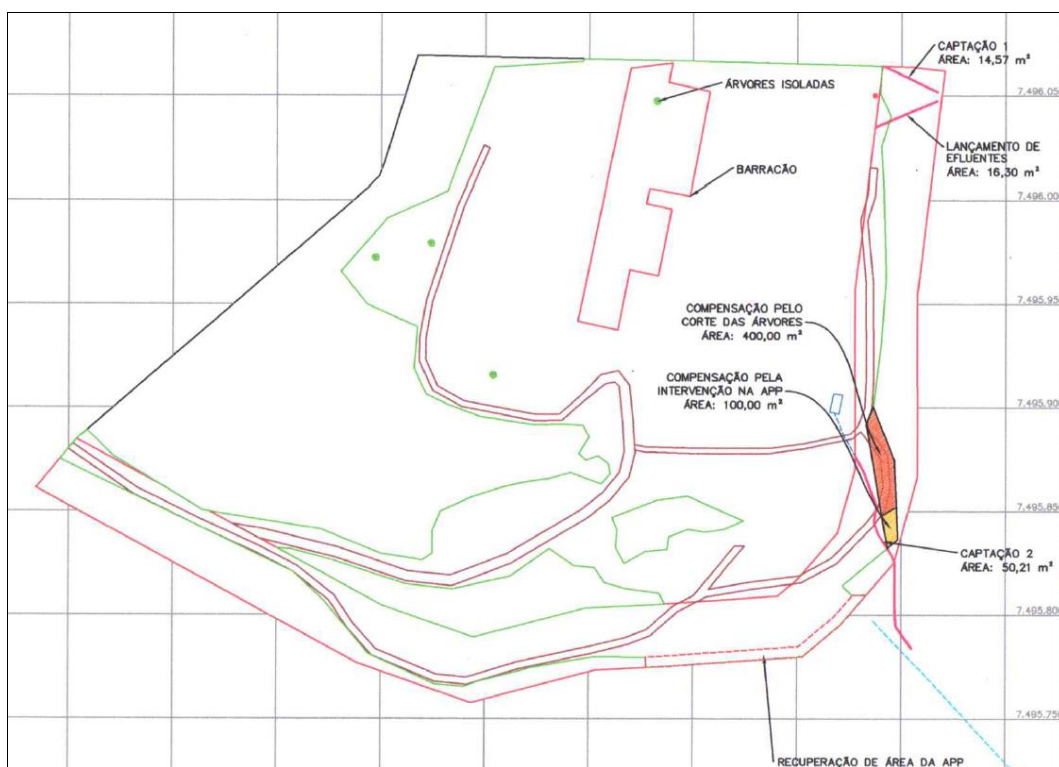 CAPTAÇÃO 1
ÁREA: 14,57 m²
ÁRVORES ISOLADAS
7.496.05
LANÇAMENTO DE
EFLUENTES
ÁREA: 16,30 m²
BARRACÃO
7.496.00
COMPENSAÇÃO PELO
CORTE DAS ÁRVORES
ÁREA: 400,00 m²
7.495.95
COMPENSAÇÃO PELA
INTERVENÇÃO NA APP
ÁREA: 100,00 m²
7.495.90
7.495.85
CAPTAÇÃO 2
ÁREA: 50,21 m²
7.495.80
7.495.750
RECUPERAÇÃO DE ÁREA DA APP